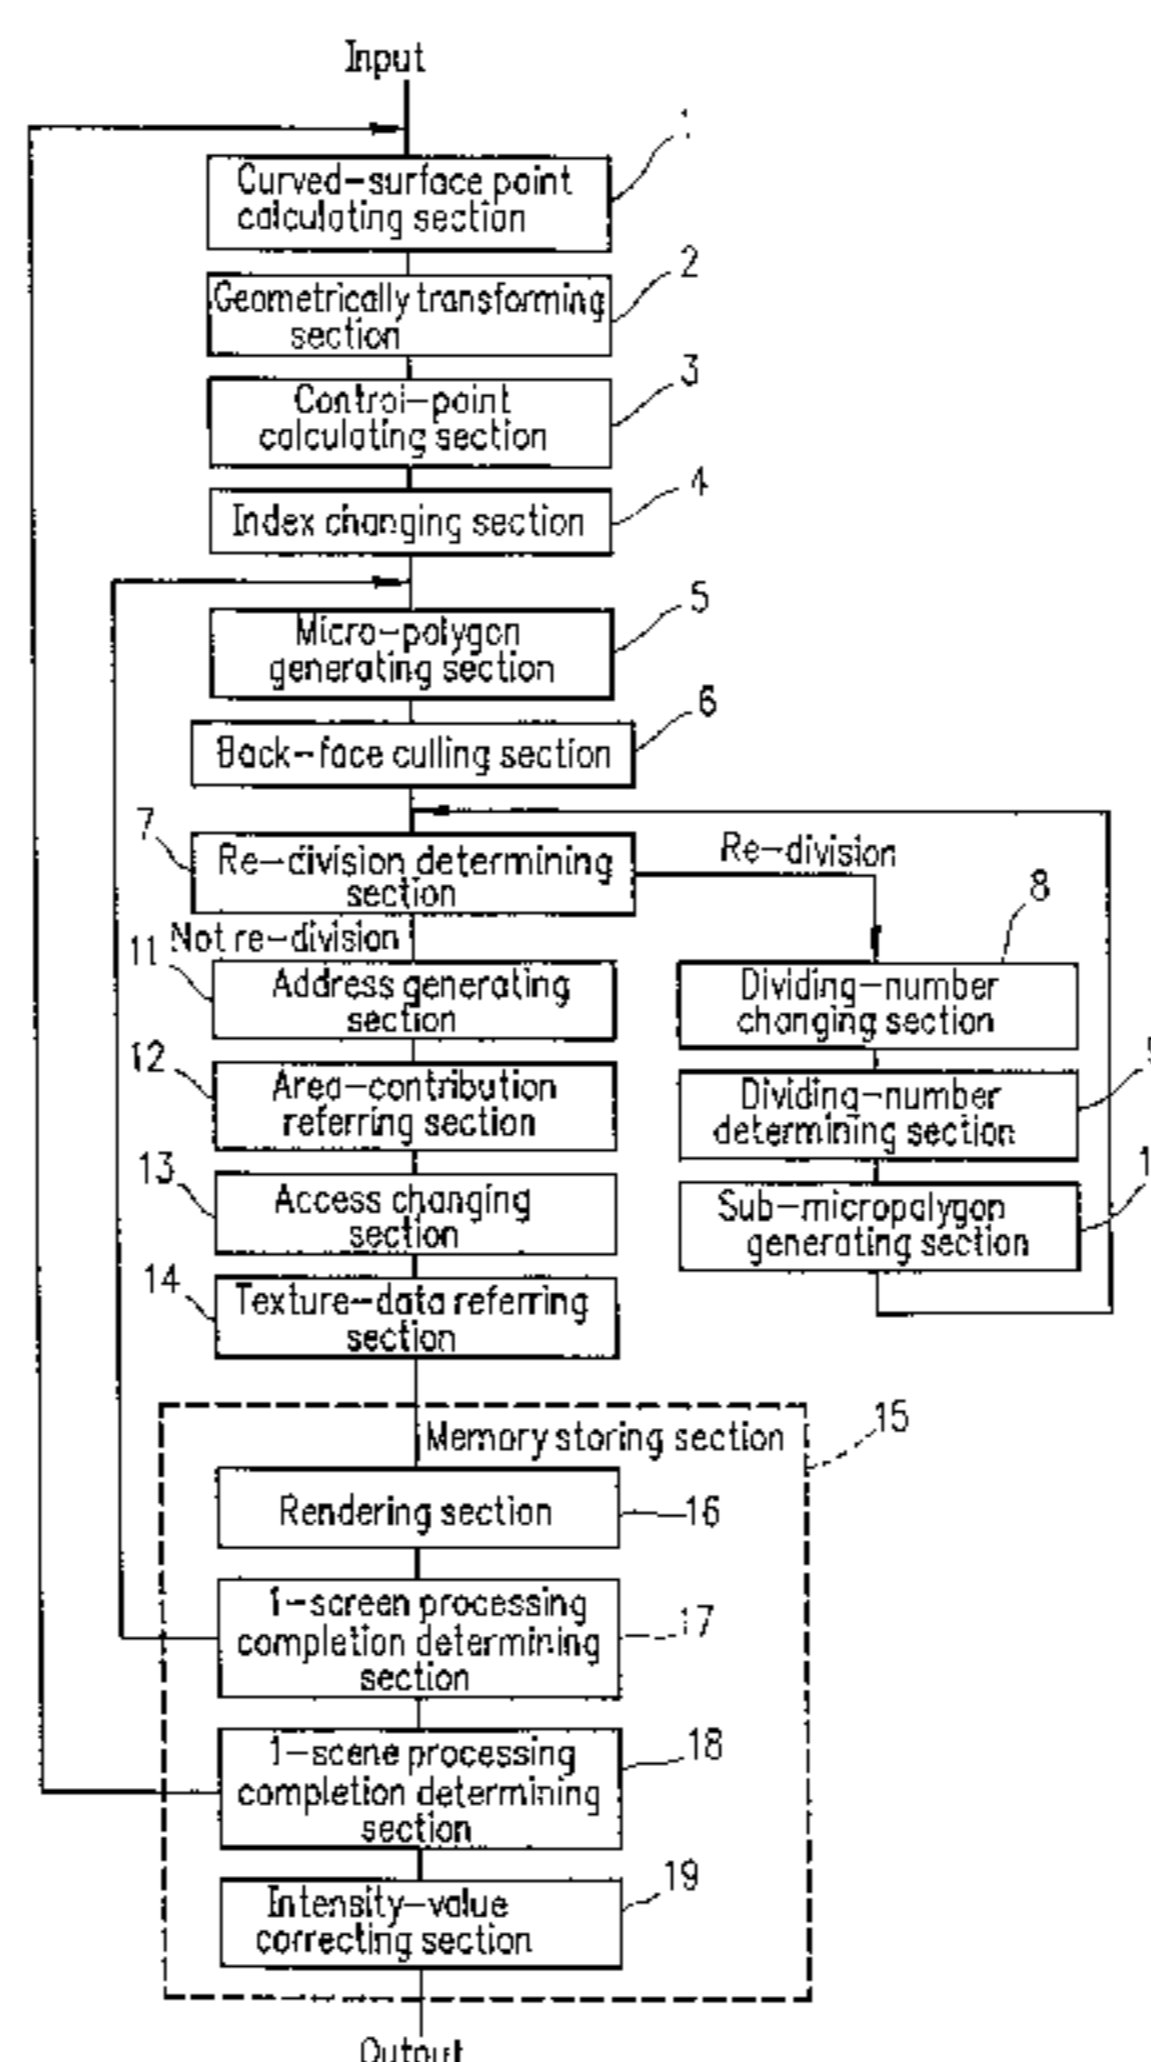 Input
1
Curved-surface point
calculating section
2
Geometrically transforming
section
3
Control-point
calculating section
4
Index changing section
5
Micro-polygon
generating section
6
Back-face culling section
7
Re-division determining
section
Re-division
Not re-division
8
Dividing-number
changing section
Dividing-number
determining section
Sub-micropolygon
generating section
11
Address generating
section
12
Area-contribution
referring section
13
Access changing
section
14
Texture-data referring
section
15
Memory storing section
Rendering section
16
1-screen processing
completion determining
section
17
1-scene processing
completion determining
section
18
19
Intensity-value
correcting section
Output